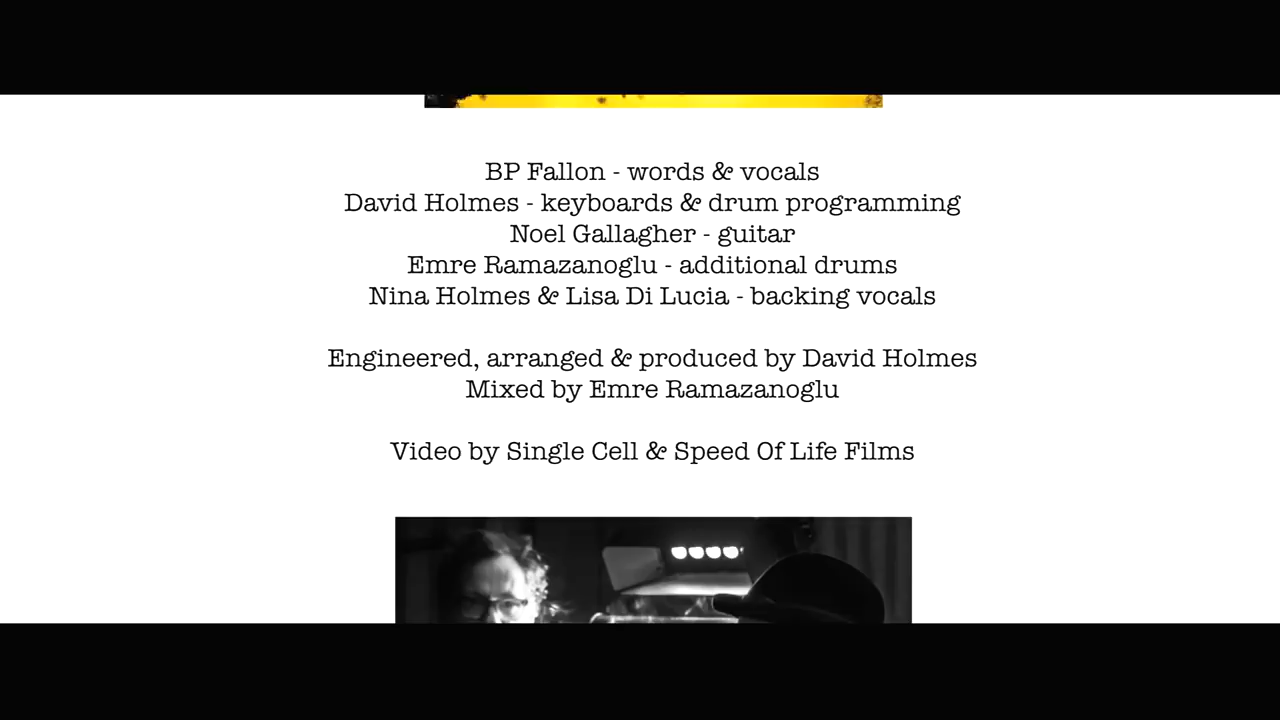 BP Fallon - words & vocals
David Holmes - keyboards & drum programming
Noel Gallagher - guitar
Emre Ramazanoglu - additional drums
Nina Holmes & Lisa Di Lucia - backing vocals
Engineered, arranged & produced by David Holmes
Mixed by Emre Ramazanoglu
Video by Single Cell & Speed Of Life Films